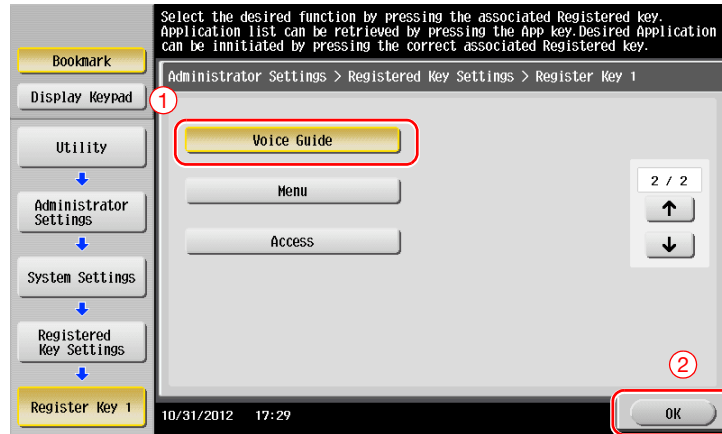 Select the desired function by pressing the associated Registered key.
Application list can be retrieved by pressing the App key.Desired Application
can be innitiated by pressing the correct associated Registered key.
Bookmark
Display Keypad
Administrator Settings > Registered Key Settings > Register Key 1
1
Utility
Administrator
Settings
System Settings
Registered
Key Settings
Register Key 1
Voice Guide
Menu
Access
2 / 2
2
10/31/2012 17:29
OK